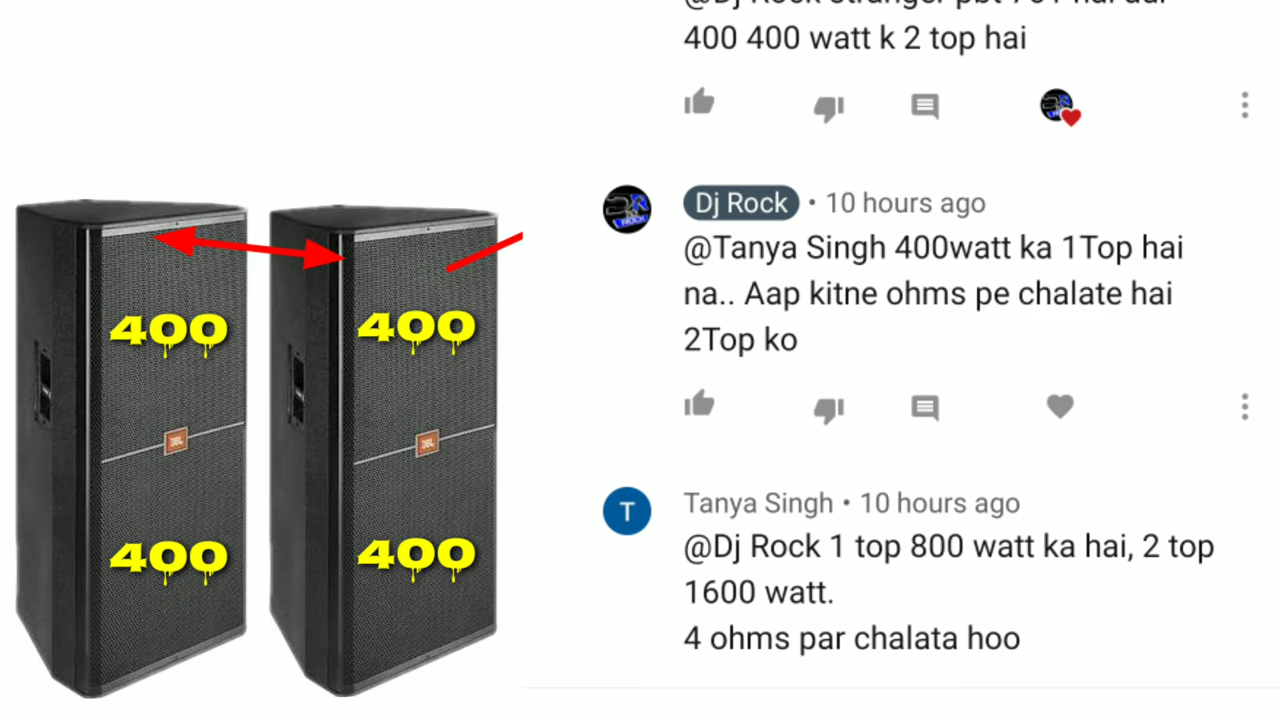 400 400 watt k 2 top hai
Dj Rock • 10 hours ago
@Tanya Singh 400watt ka 1Top hai
na.. Aap kitne ohms pe chalate hai
2Top ko
T
Tanya Singh • 10 hours ago
@Dj Rock 1 top 800 watt ka hai, 2 top
1600 watt.
4 ohms par chalata hoo
400
400
JBL
JBL
400
400